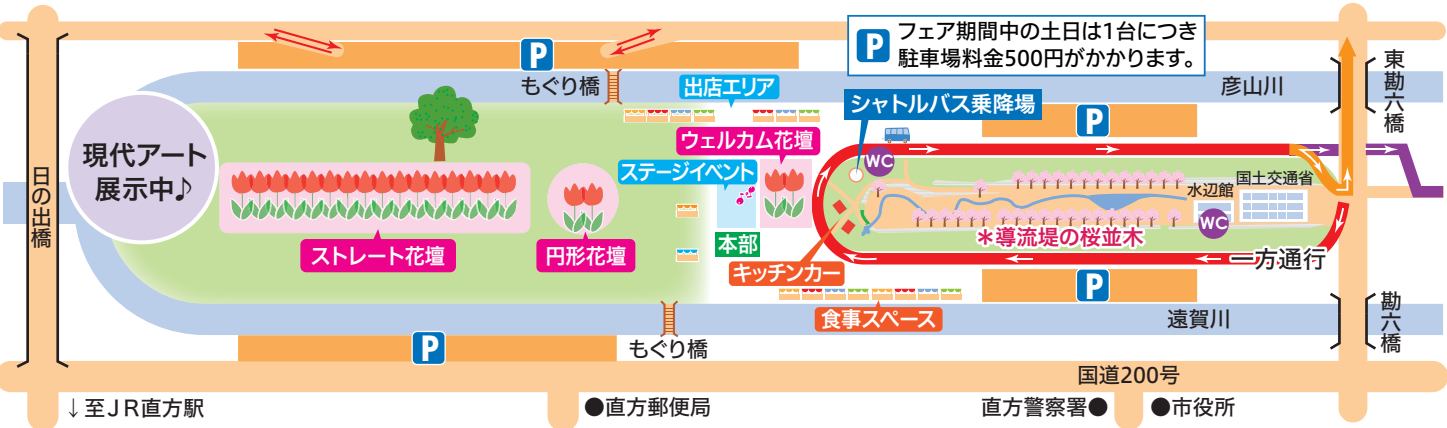 P
フェア期間中の土日は1台につき
駐車場料金500円がかかります。
P
もぐり橋
出店エリア
彦山川
東勘六橋
シャトルバス乗降場
P
現代アート
展示中♪
ウェルカム花壇
WC
ステージイベント
国土交通省
水辺館
WC
日の出橋
ストレート花壇
円形花壇
本部
＊導流堤の桜並木
キッチンカー
一方通行
P
食事スペース
遠賀川
勘六橋
P
もぐり橋
国道200号
↓至JR直方駅
●直方郵便局
直方警察署●
●市役所